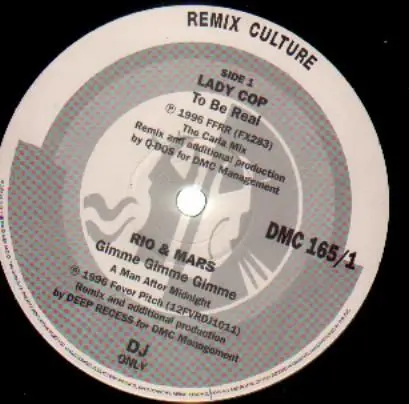 REMIX CULTURE
SIDE 1
LADY COP
To Be Real
℗ 1996 FFRR (FX283)
The Carla Mix
Remix and additional production
by Q-DOS for DMC Management
DMC 165/1
RIO & MARS
Gimme Gimme Gimme
A Man After Midnight
℗ 1996 Fever Pitch (12FVRDJ1011)
Remix and additional production
by DEEP RECESS for DMC Management
DJ
ONLY